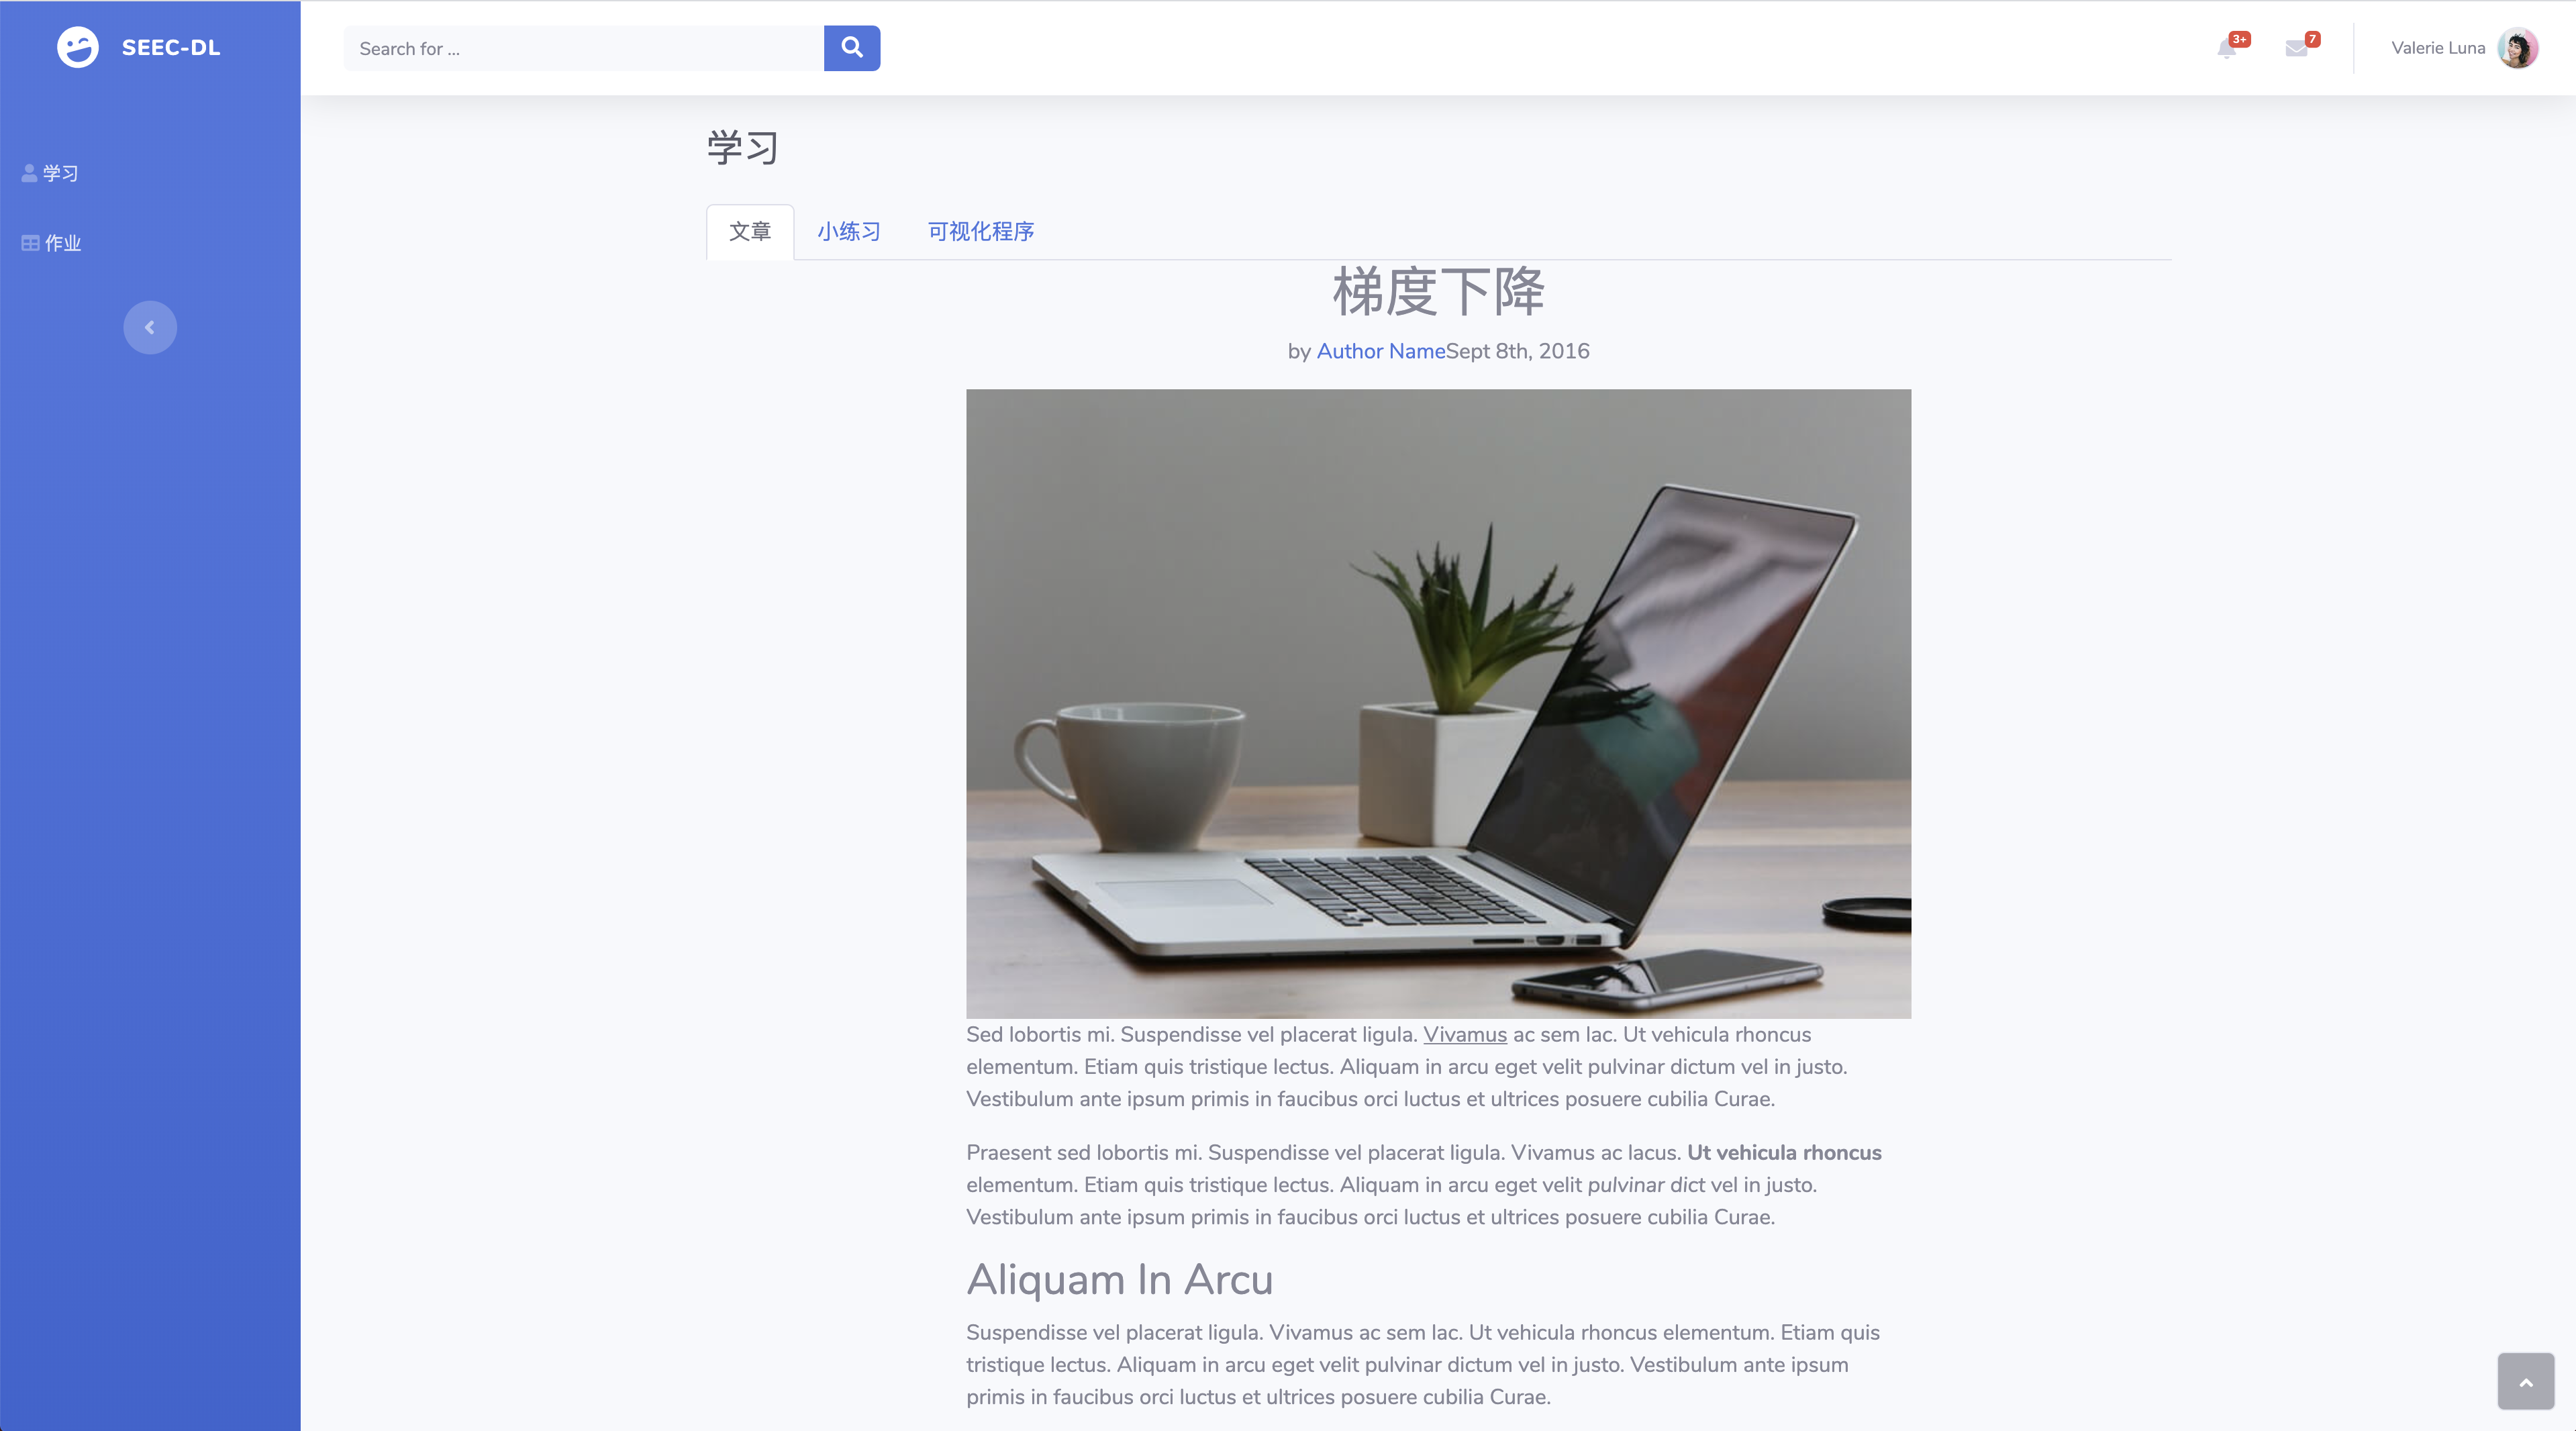 SEEC-DL
Search for ...
3+
7
Valerie Luna
学习
作业
学习
文章 小练习 可视化程序
梯度下降
by Author NameSept 8th, 2016
Sed lobortis mi. Suspendisse vel placerat ligula. Vivamus ac sem lac. Ut vehicula rhoncus
elementum. Etiam quis tristique lectus. Aliquam in arcu eget velit pulvinar dictum vel in justo.
Vestibulum ante ipsum primis in faucibus orci luctus et ultrices posuere cubilia Curae.
Praesent sed lobortis mi. Suspendisse vel placerat ligula. Vivamus ac lacus. Ut vehicula rhoncus
elementum. Etiam quis tristique lectus. Aliquam in arcu eget velit pulvinar dict vel in justo.
Vestibulum ante ipsum primis in faucibus orci luctus et ultrices posuere cubilia Curae.
Aliquam In Arcu
Suspendisse vel placerat ligula. Vivamus ac sem lac. Ut vehicula rhoncus elementum. Etiam quis
tristique lectus. Aliquam in arcu eget velit pulvinar dictum vel in justo. Vestibulum ante ipsum
primis in faucibus orci luctus et ultrices posuere cubilia Curae.